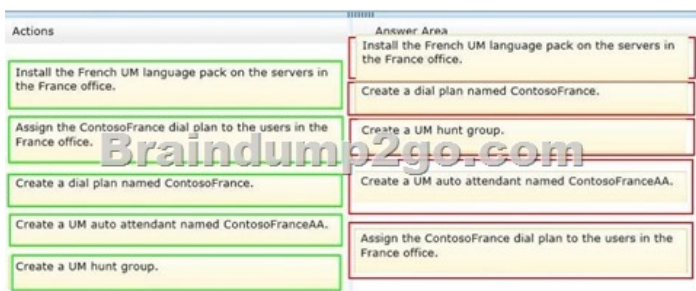 Actions
Install the French UM language pack on the servers in
the France office.
Assign the ContosoFrance dial plan to the users in the
France office.
Create a dial plan named ContosoFrance.
Create a UM auto attendant named ContosoFranceAA.
Create a UM hunt group.
Answer Area
Install the French UM language pack on the servers in
the France office.
Create a dial plan named ContosoFrance.
Create a UM hunt group.
Create a UM auto attendant named ContosoFranceAA.
Assign the ContosoFrance dial plan to the users in the
France office.
Braindump2go.com